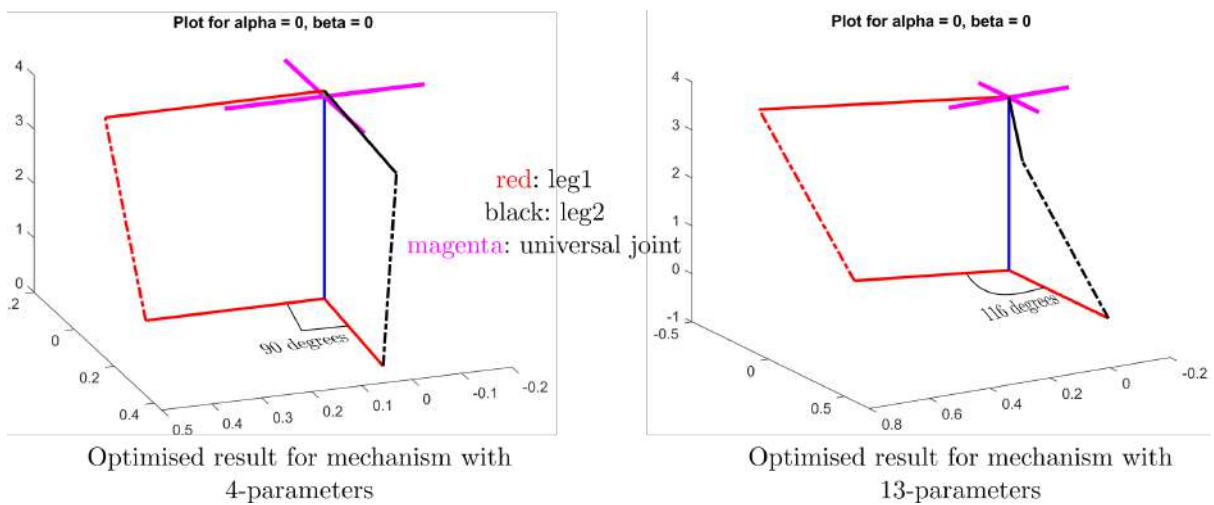 Plot for alpha = 0, beta = 0
4
3
2
1
0
.2
0
0.2
0.4
0.5
0.4
0.3
0.2
0.1
0
-0.1
-0.2
90 degrees
red: leg1
black: leg2
magenta: universal joint
Plot for alpha = 0, beta = 0
4
3
2
1
0
-1
-0.5
0
0.5
0.8
0.6
0.4
0.2
0
-0.2
116 degrees
Optimised result for mechanism with
4-parameters
Optimised result for mechanism with
13-parameters